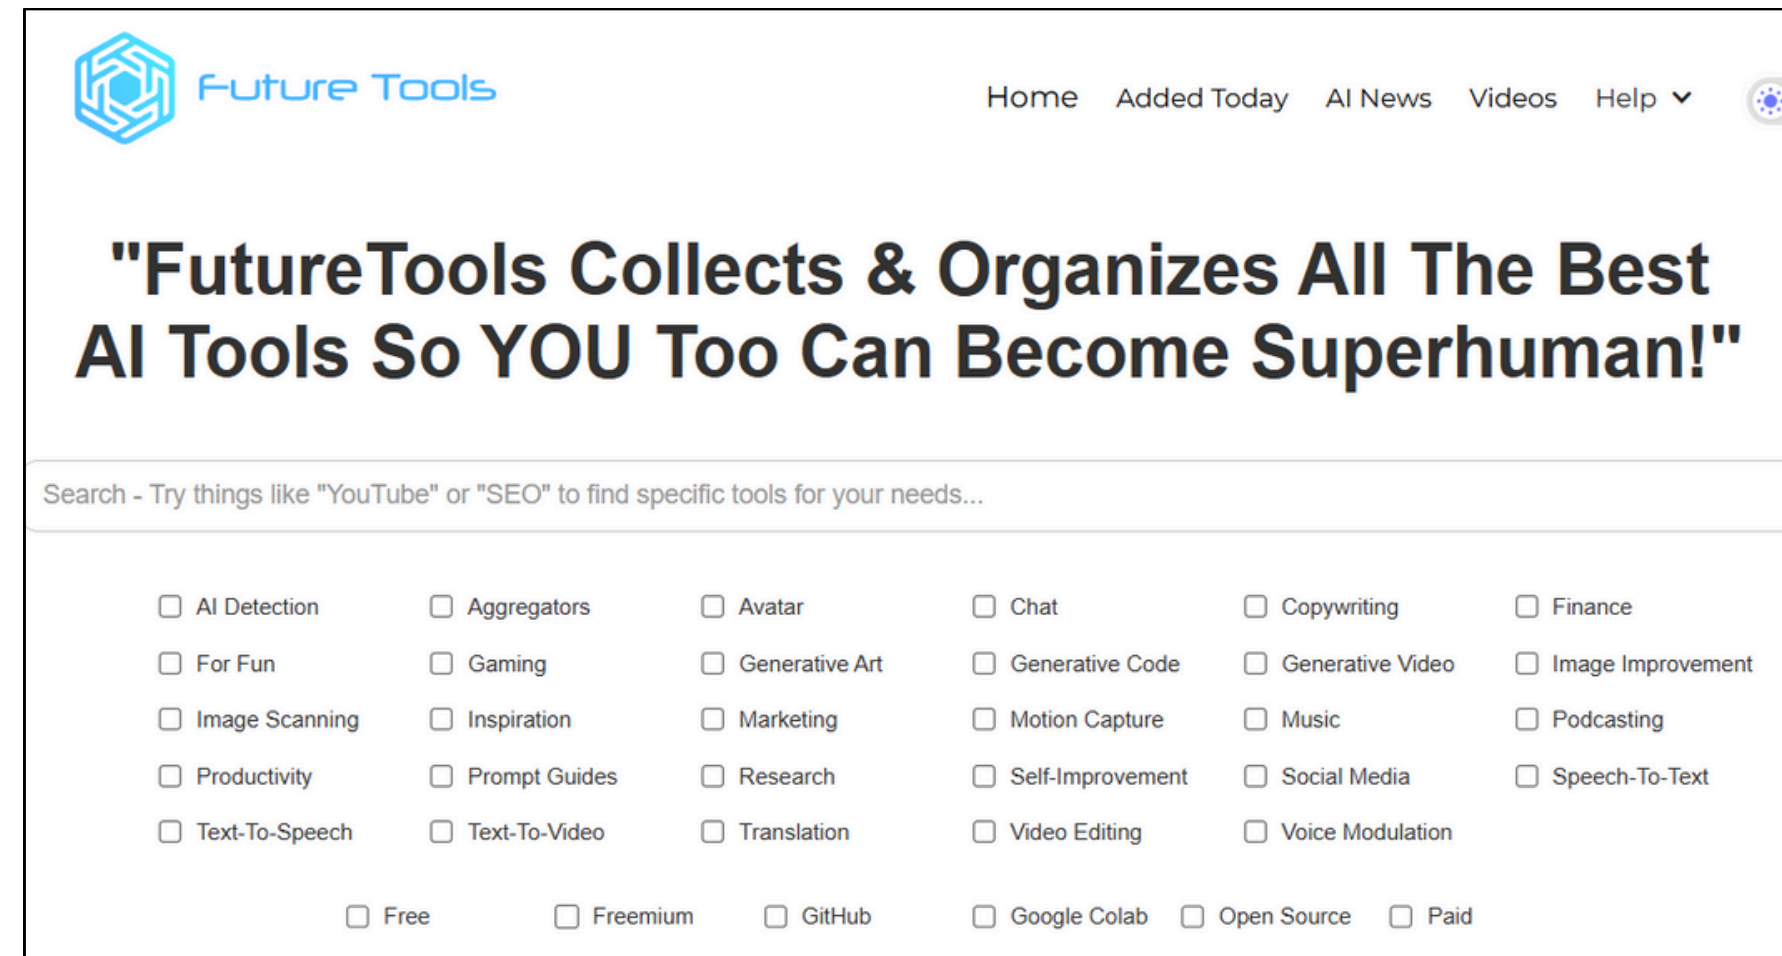 Future Tools
Home Added Today AI News Videos Help
"FutureTools Collects & Organizes All The Best
AI Tools So YOU Too Can Become Superhuman!"
Search - Try things like "YouTube" or "SEO" to find specific tools for your needs...
AI Detection Aggregators Avatar Chat Copywriting Finance
For Fun Gaming Generative Art Generative Code Generative Video Image Improvement
Image Scanning Inspiration Marketing Motion Capture Music Podcasting
Productivity Prompt Guides Research Self-Improvement Social Media Speech-To-Text
Text-To-Speech Text-To-Video Translation Video Editing Voice Modulation
Free Freemium GitHub Google Colab Open Source Paid